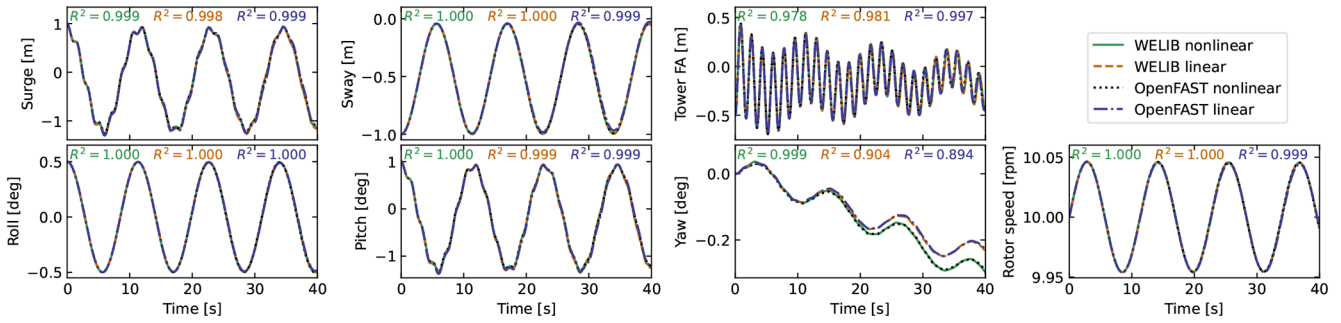 R² = 0.999 R² = 0.998 R² = 0.999
1
0
−1
Surge [m]
R² = 1.000 R² = 1.000 R² = 0.999
0.0
−0.5
−1.0
Sway [m]
R² = 0.978 R² = 0.981 R² = 0.997
0.5
0.0
−0.5
Tower FA [m]
WELIB nonlinear
WELIB linear
OpenFAST nonlinear
OpenFAST linear
R² = 1.000 R² = 1.000 R² = 1.000
0.5
0.0
−0.5
Roll [deg]
0 10 20 30 40
Time [s]
R² = 1.000 R² = 0.999 R² = 0.999
1
0
−1
Pitch [deg]
0 10 20 30 40
Time [s]
R² = 0.999 R² = 0.904 R² = 0.894
0.0
−0.2
Yaw [deg]
0 10 20 30 40
Time [s]
R² = 1.000 R² = 1.000 R² = 0.999
10.05
10.00
9.95
Rotor speed [rpm]
0 10 20 30 40
Time [s]